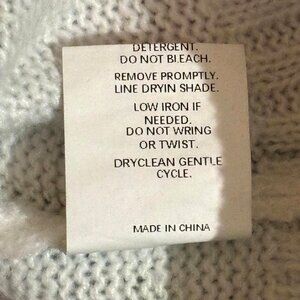 DETERGENT.
DO NOT BLEACH.
REMOVE PROMPTLY.
LINE DRYIN SHADE.
LOW IRON IF
NEEDED.
DO NOT WRING
OR TWIST.
DRYCLEAN GENTLE
CYCLE.
MADE IN CHINA